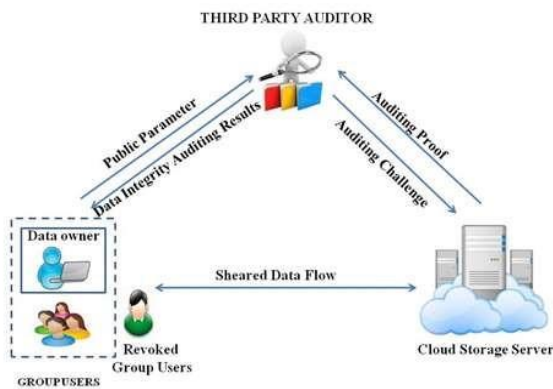 THIRD PARTY AUDITOR
Public Parameter
Data Integrity Auditing Results
Auditing Proof
Auditing Challenge
Data owner
Sheared Data Flow
Revoked
Group Users
Cloud Storage Server
GROUPUSERS